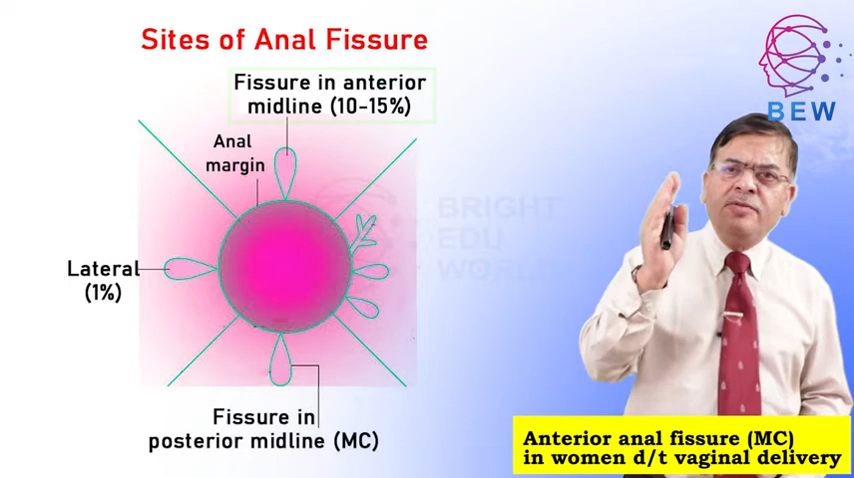 Sites of Anal Fissure
Fissure in anterior
midline (10-15%)
Anal
margin
Lateral
(1%)
Fissure in
posterior midline (MC)
BRIGHT
EDU
WORLD
BEW
Anterior anal fissure (MC)
in women d/t vaginal delivery